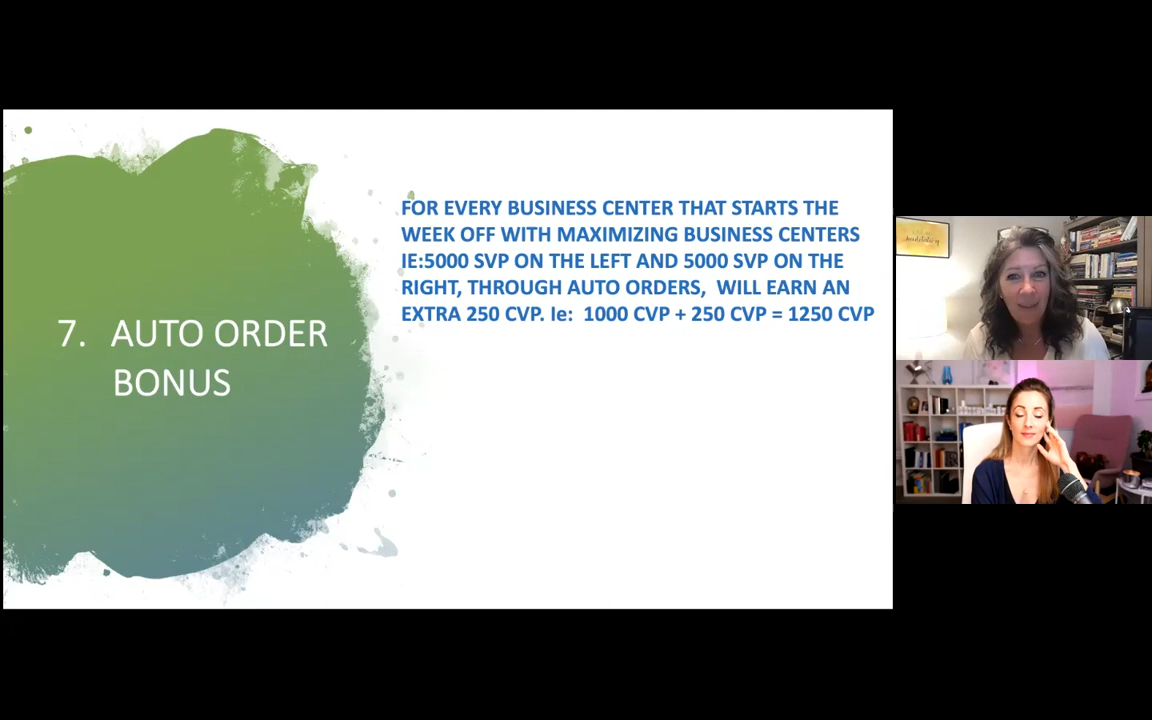 7. AUTO ORDER
BONUS
FOR EVERY BUSINESS CENTER THAT STARTS THE
WEEK OFF WITH MAXIMIZING BUSINESS CENTERS
IE:5000 SVP ON THE LEFT AND 5000 SVP ON THE
RIGHT, THROUGH AUTO ORDERS, WILL EARN AN
EXTRA 250 CVP. Ie: 1000 CVP + 250 CVP = 1250 CVP